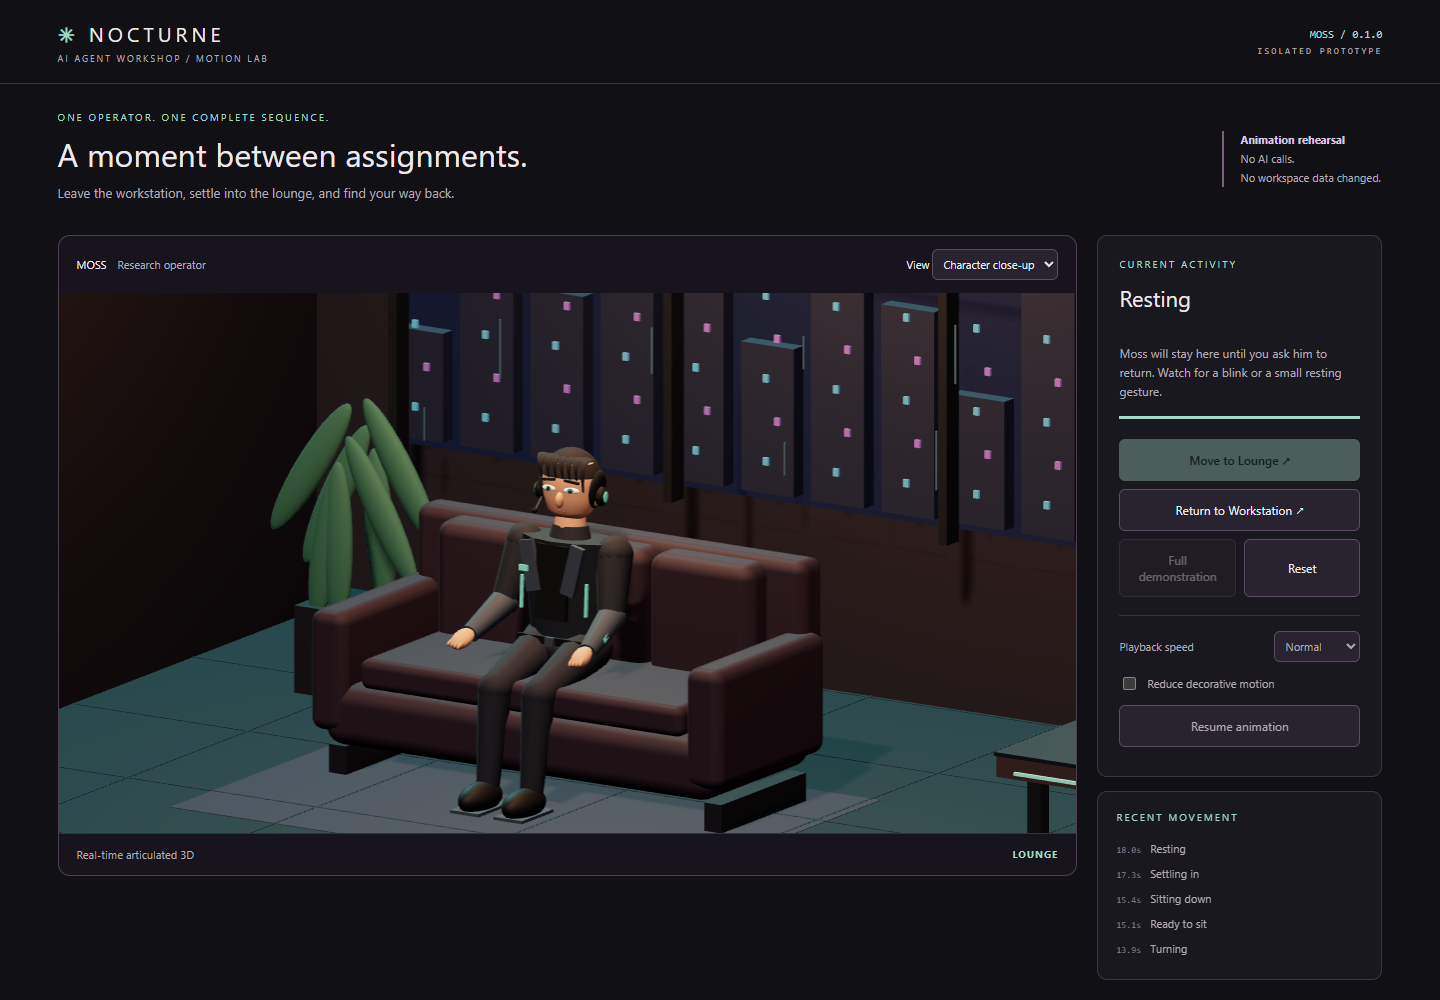 NOCTURNE
AI AGENT WORKSHOP / MOTION LAB
MOSS / 0.1.0
ISOLATED PROTOTYPE
ONE OPERATOR. ONE COMPLETE SEQUENCE.
A moment between assignments.
Leave the workstation, settle into the lounge, and find your way back.
Animation rehearsal
No AI calls.
No workspace data changed.
MOSS Research operator
View Character close-up
Real-time articulated 3D
LOUNGE
CURRENT ACTIVITY
Resting
Moss will stay here until you ask him to
return. Watch for a blink or a small resting
gesture.
Move to Lounge ↗
Return to Workstation ↗
Full
demonstration
Reset
Playback speed Normal
Reduce decorative motion
Resume animation
RECENT MOVEMENT
18.0s Resting
17.3s Settling in
15.4s Sitting down
15.1s Ready to sit
13.9s Turning